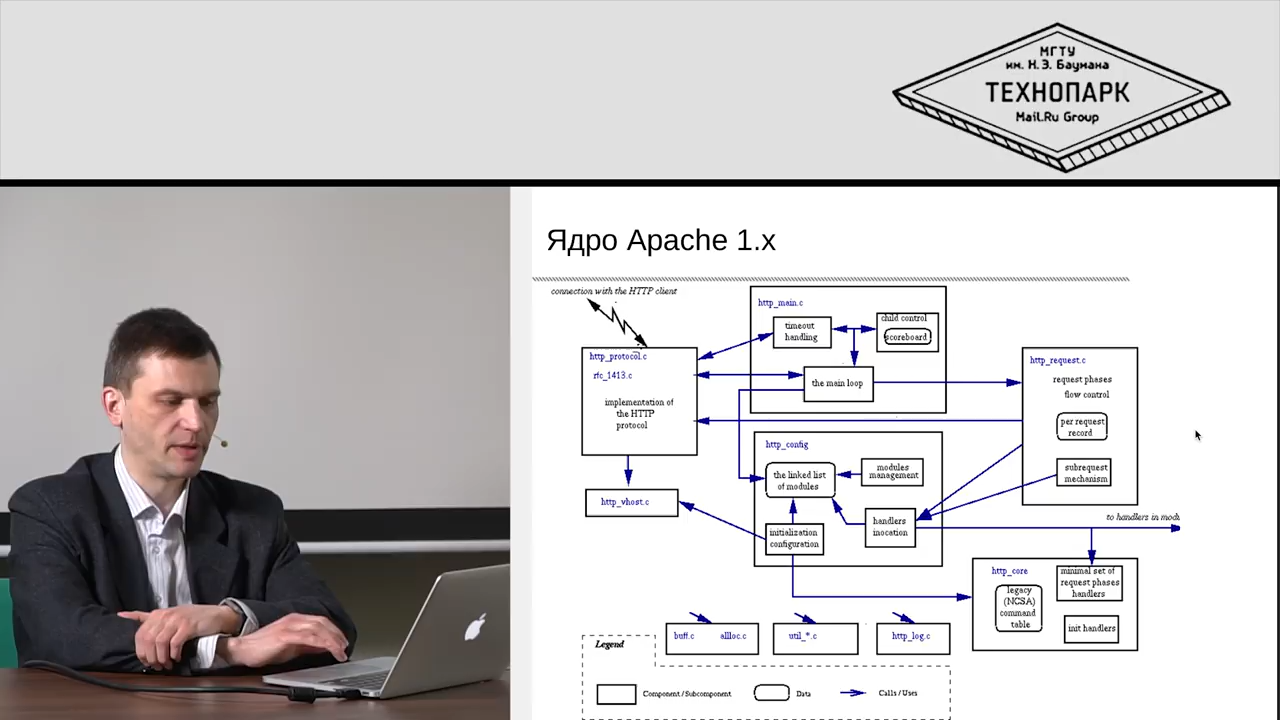 МГТУ
им. Н.Э. Баумана
ТЕХНОПАРК
Mail.Ru Group
Ядро Apache 1.x
connection with the HTTP client
http_protocol.c
rfc_1413.c
implementation of
the HTTP
protocol
http_vhost.c
http_main.c
timeout
handling
child control
scoreboard
the main loop
http_config
the linked list
of modules
modules
management
initialization
configuration
handlers
inocation
http_request.c
request phases
flow control
per request
record
subrequest
mechanism
to handlers in modu
http_core
legacy
(NCSA)
command
table
minimal set of
request phases
handlers
init handlers
buff.c allloc.c
util_*.c
http_log.c
Legend
Component / Subcomponent
Data
Calls / Uses